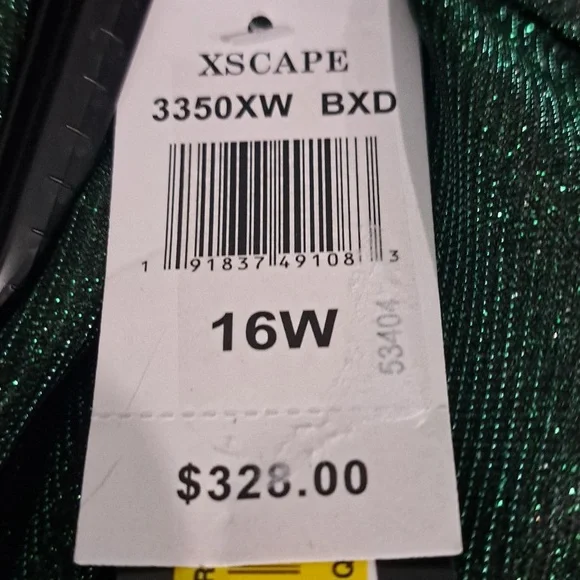 XSCAPE
3350XW BXD
1 91837 49108 3
16W
53404
$328.00
R
Q